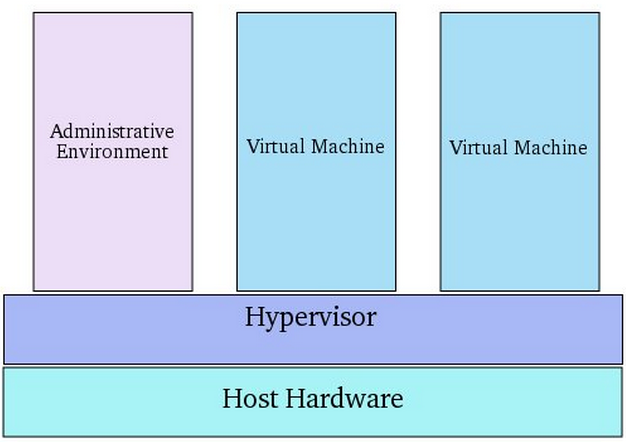 Administrative
Environment
Virtual Machine
Virtual Machine
Hypervisor
Host Hardware